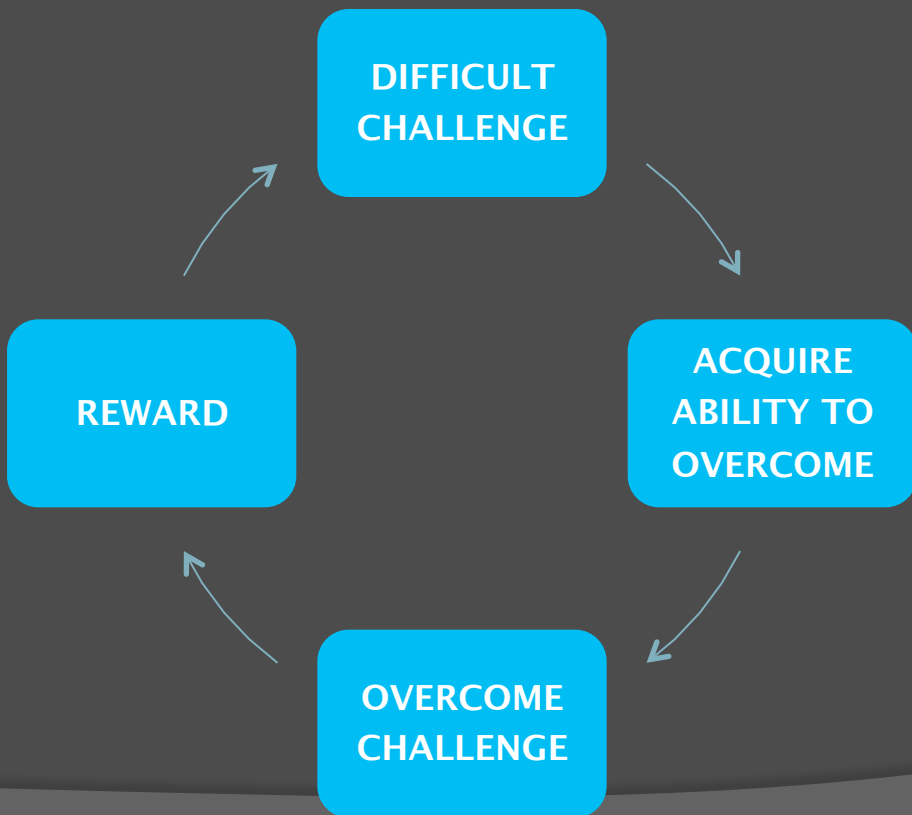 DIFFICULT
CHALLENGE
ACQUIRE
ABILITY TO
OVERCOME
OVERCOME
CHALLENGE
REWARD